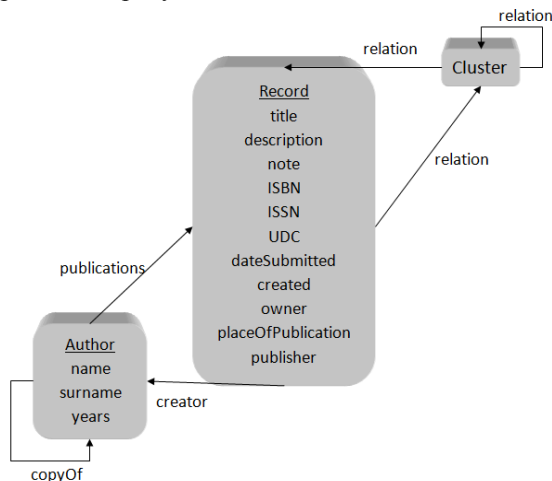 relation
relation
Cluster
Record
title
description
note
ISBN
ISSN
UDC
dateSubmitted
created
owner
placeOfPublication
publisher
relation
publications
Author
name
surname
years
creator
copyOf